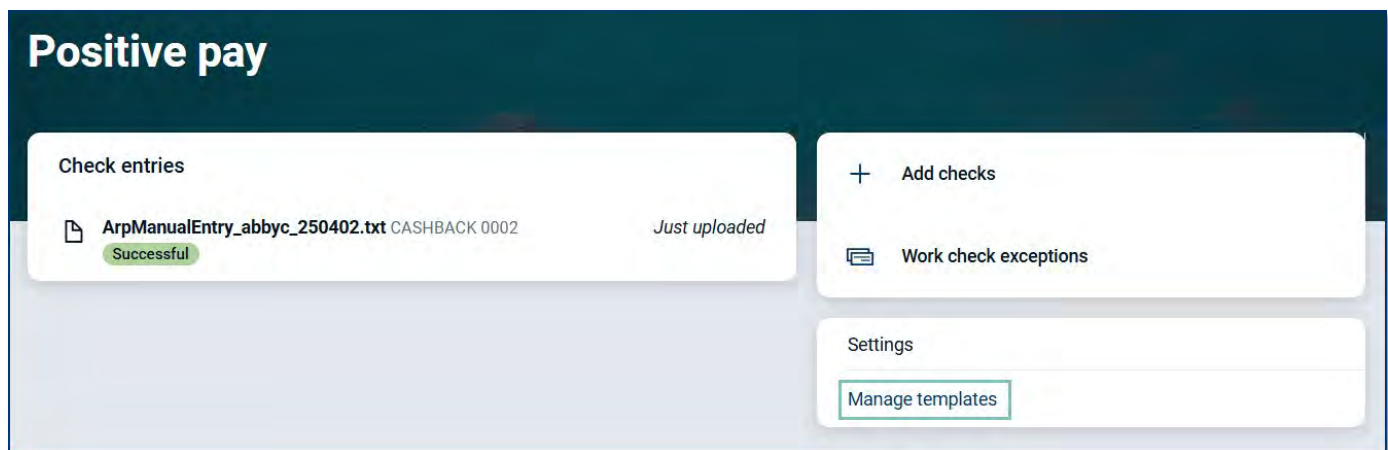 Positive pay
Check entries
ArpManualEntry_abbyc_250402.txt CASHBACK 0002 Just uploaded
Successful
Add checks
Work check exceptions
Settings
Manage templates